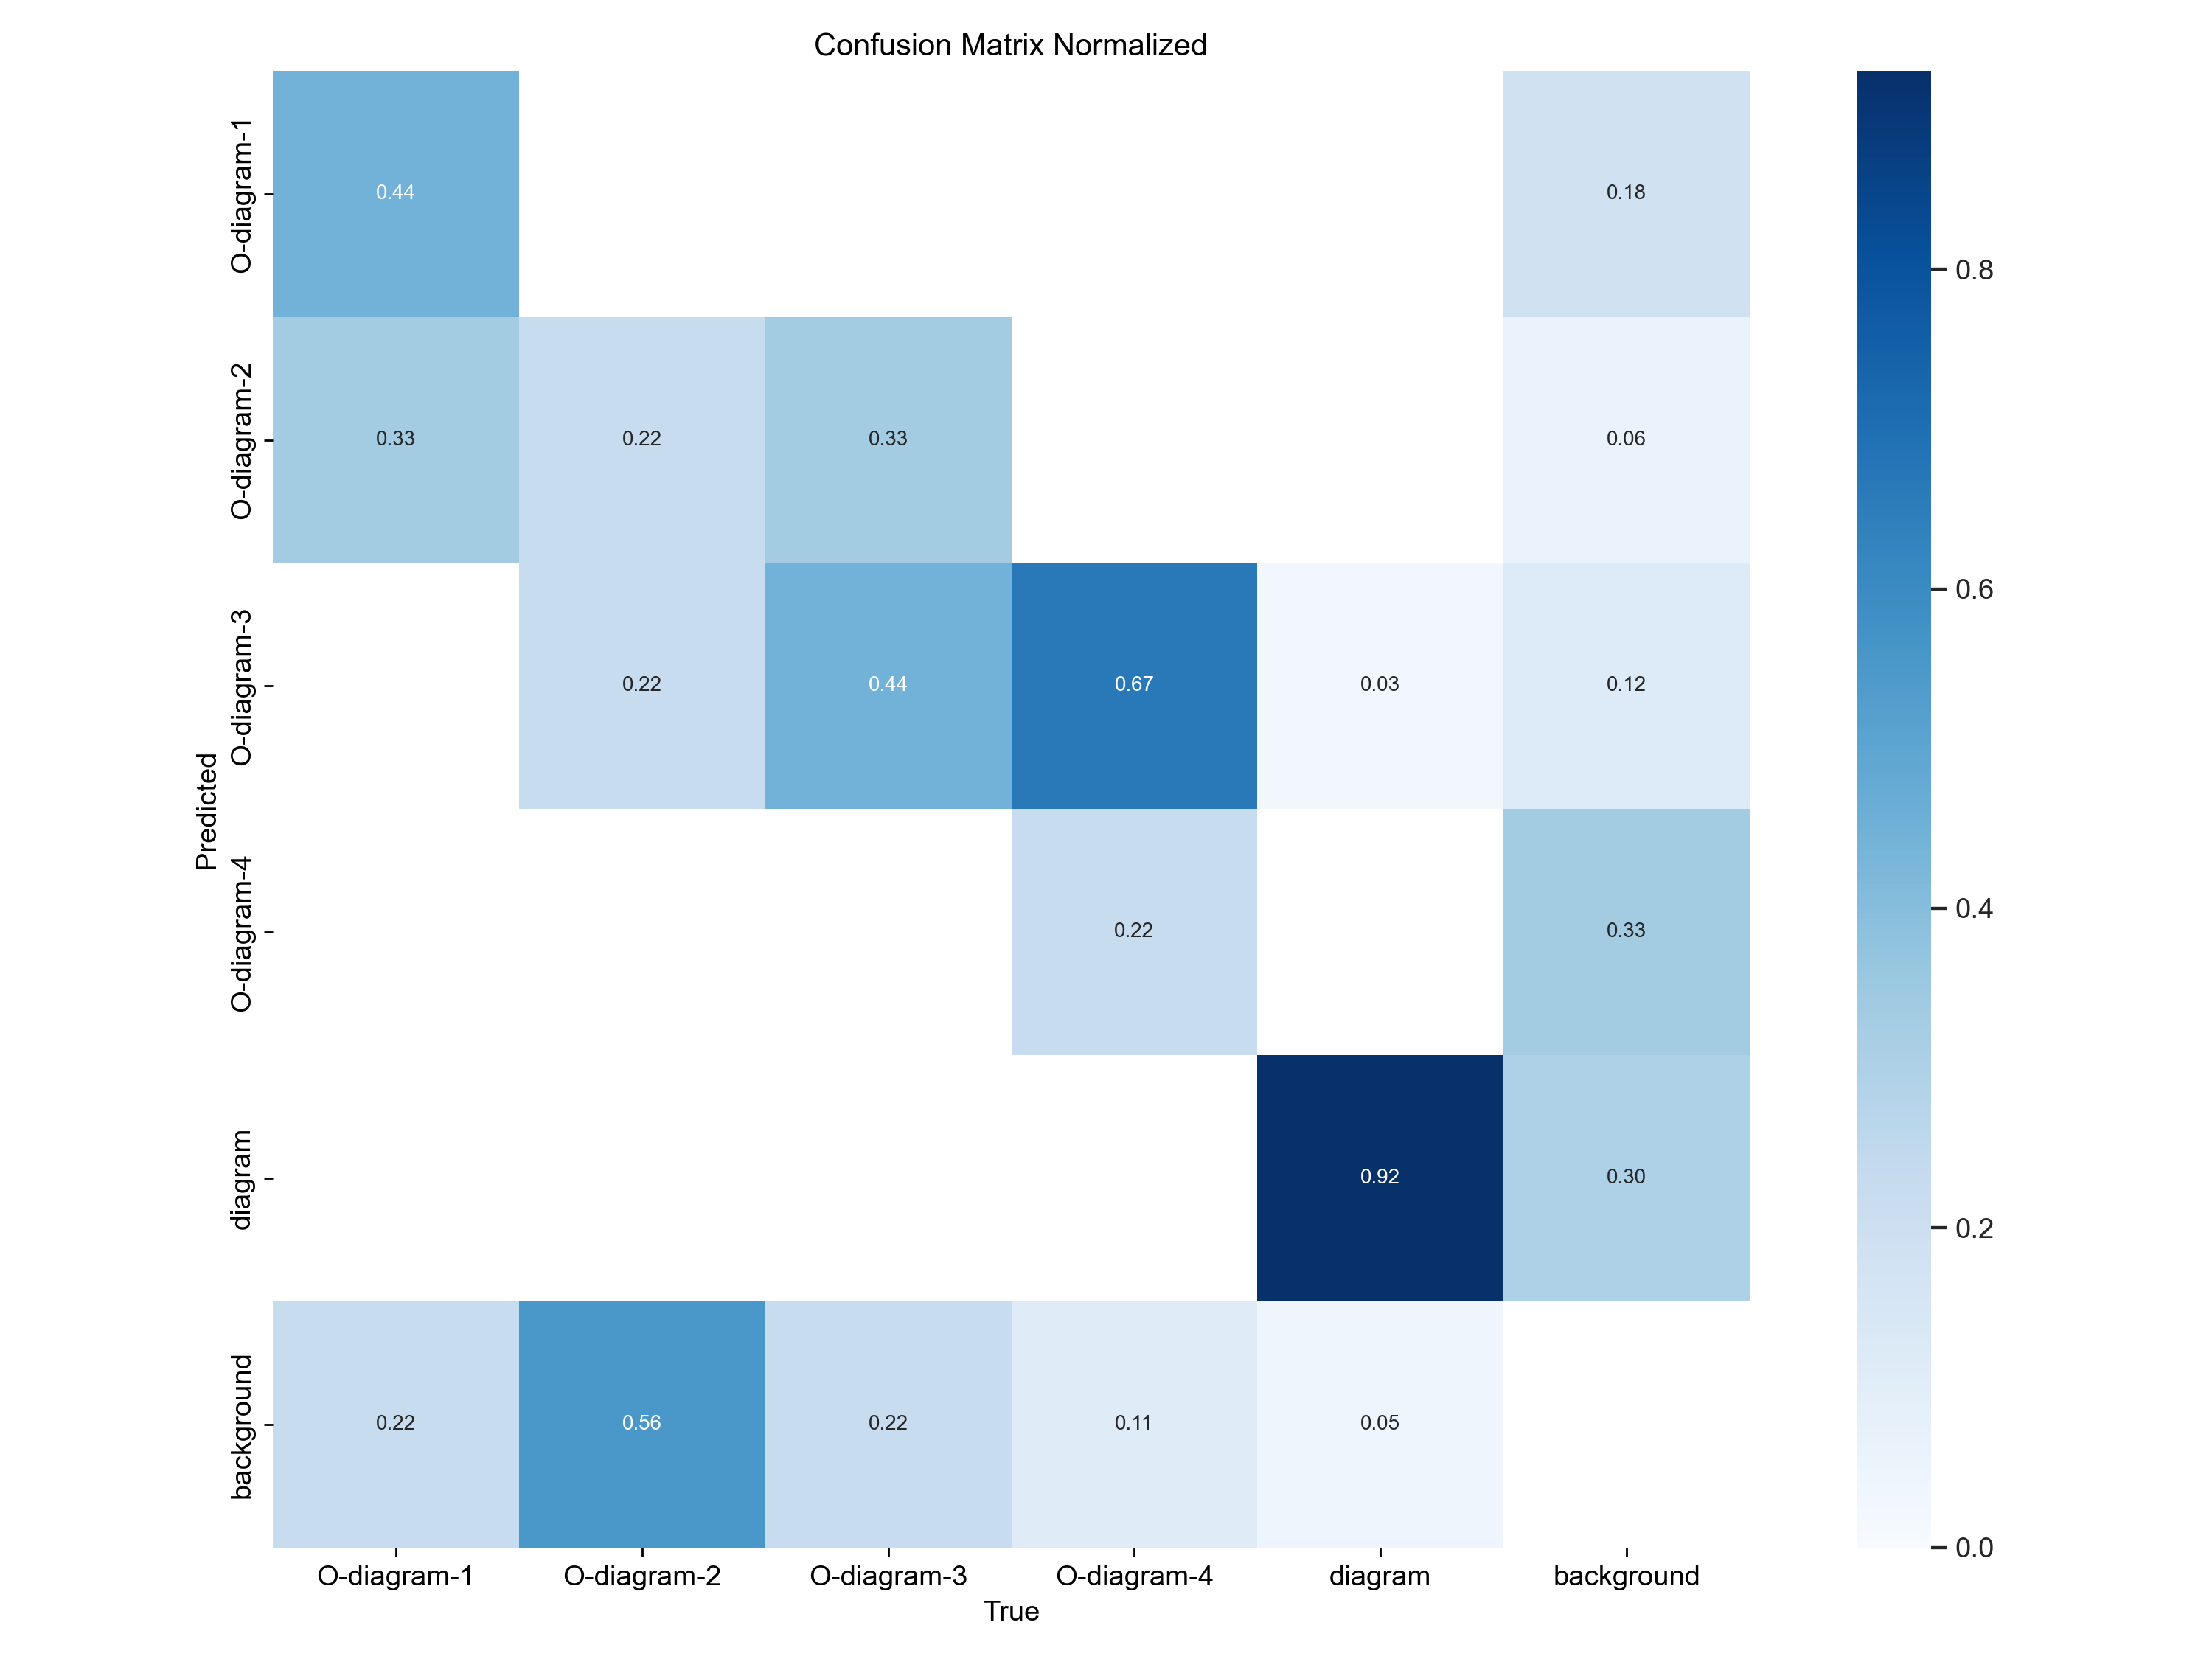 Confusion Matrix Normalized
Predicted
O-diagram-1
0.44
0.18
O-diagram-2
0.33
0.22
0.33
0.06
O-diagram-3
0.22
0.44
0.67
0.03
0.12
O-diagram-4
0.22
0.33
diagram
0.92
0.30
background
0.22
0.56
0.22
0.11
0.05
O-diagram-1
O-diagram-2
O-diagram-3
O-diagram-4
diagram
background
True
0.8
0.6
0.4
0.2
0.0